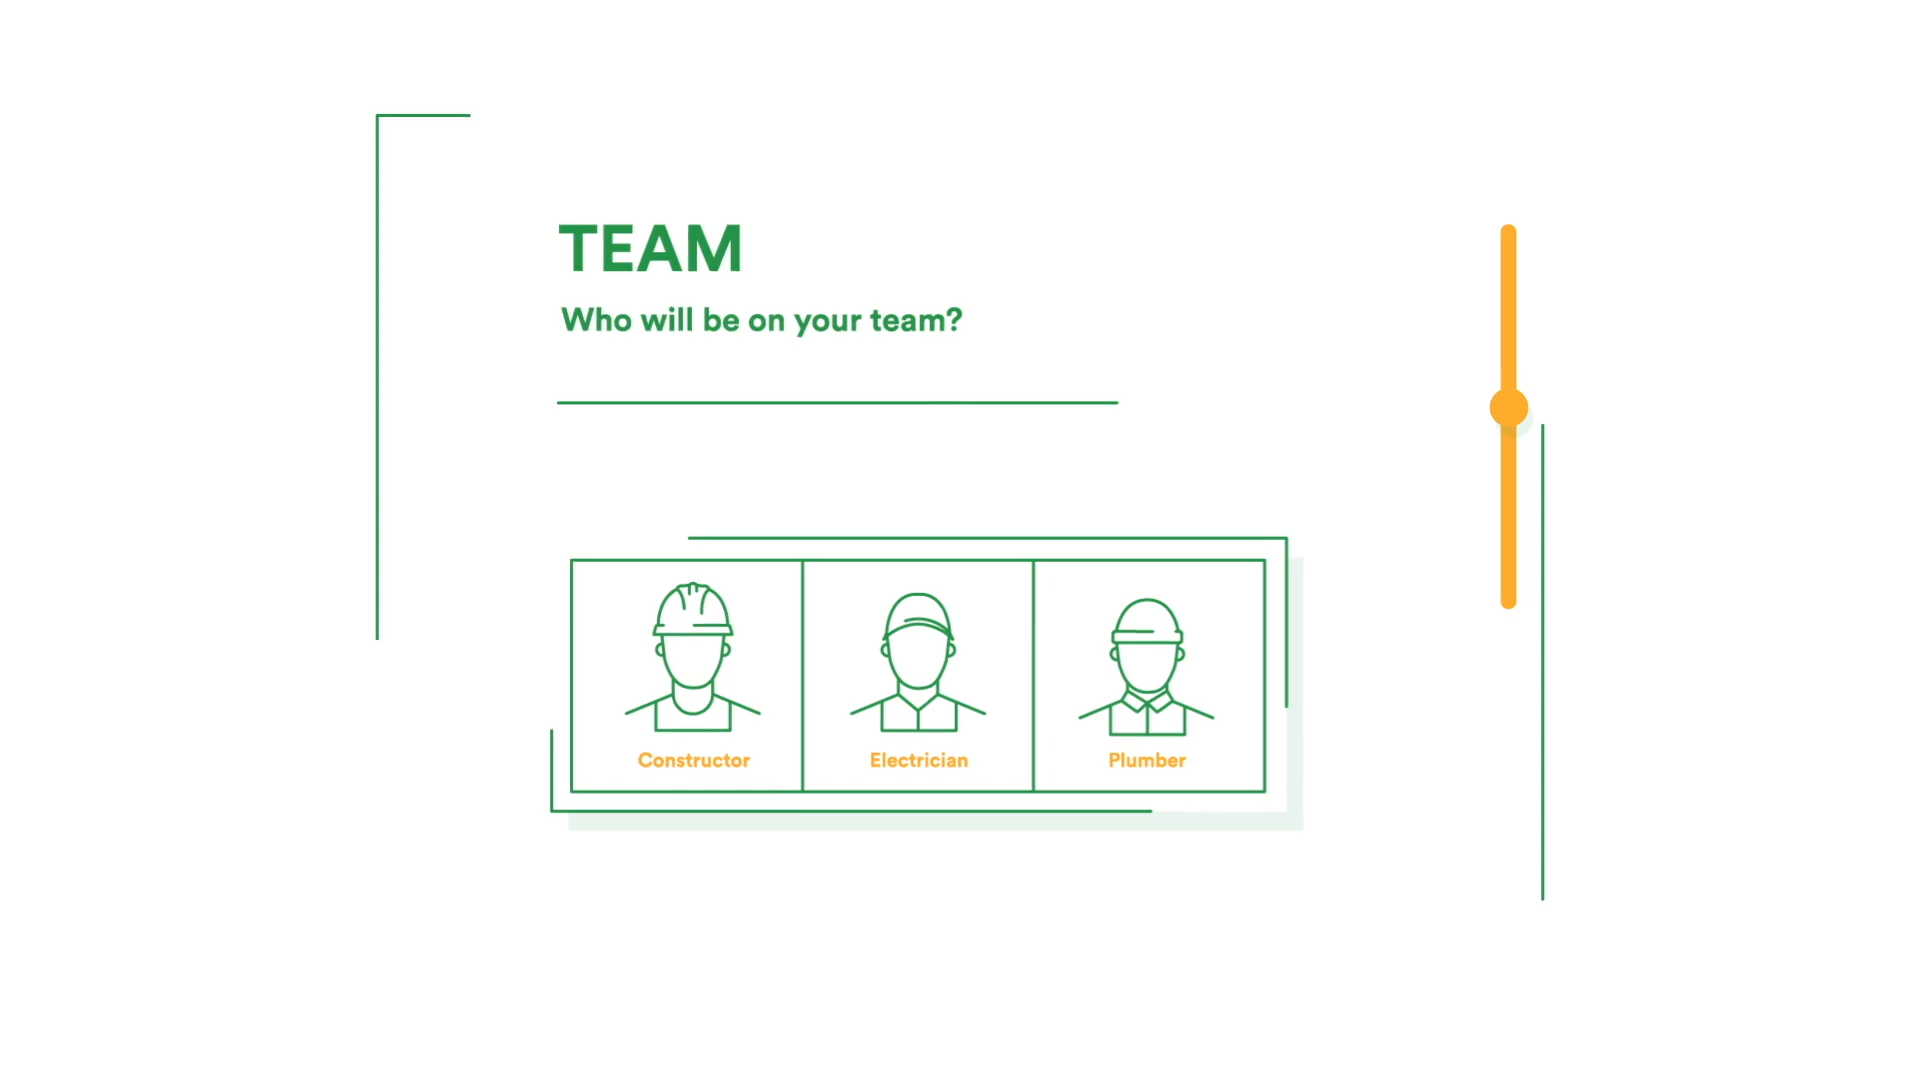 TEAM
Who will be on your team?
Constructor
Electrician
Plumber